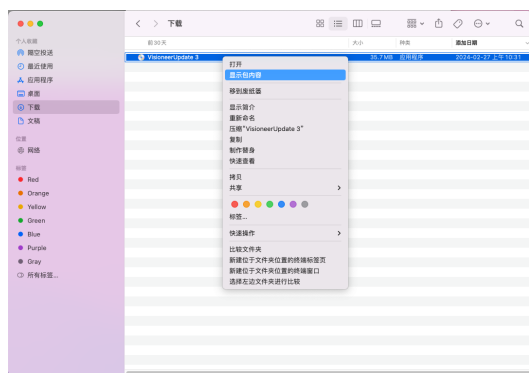 下载
个人收藏
隔空投送
最近使用
应用程序
桌面
下载
文稿
位置
网络
标签
Red
Orange
Yellow
Green
Blue
Purple
Gray
所有标签...
前30天
大小
种类
添加日期
VisioneerUpdate 3
35.7 MB
应用程序
2024-02-27 上午 10:31
打开
显示包内容
移到废纸篓
显示简介
重新命名
压缩"VisioneerUpdate 3"
复制
制作替身
快速查看
拷贝
共享
标签...
快速操作
比较文件夹
新建位于文件夹位置的终端标签页
新建位于文件夹位置的终端窗口
选择左边文件夹进行比较